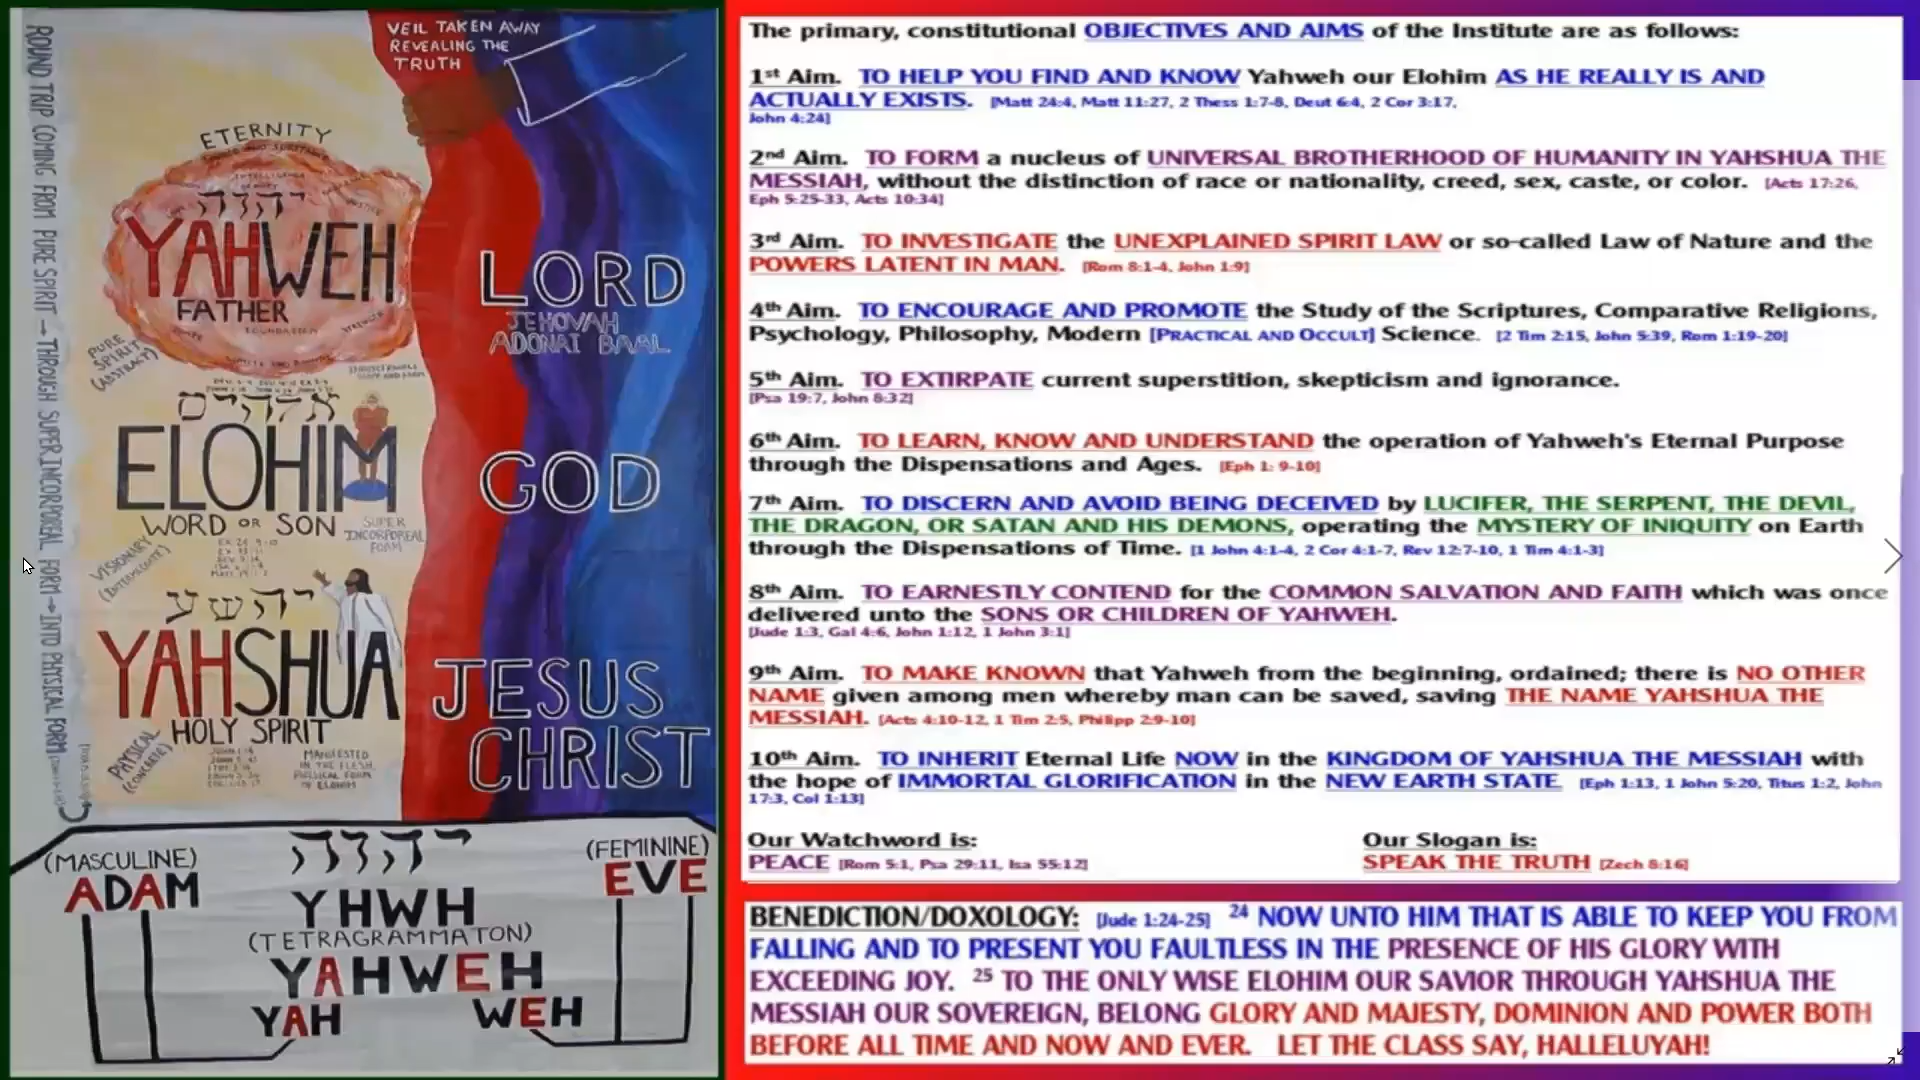 ROUND TRIP COMING FROM PURE SPIRIT → THROUGH SUPERINCORPOREAL FORM → INTO PHYSICAL FORM
VEIL TAKEN AWAY
REVEALING THE
TRUTH
ETERNITY
INTELLIGENCE
יהוה
YAHWEH
FATHER
FOUNDATION
STRENGTH
PURE
SPIRIT
(ABSTRACT)
LORD
JEHOVAH
ADONAI BAAL
אלהים
ELOHIM
WORD OR SON
SUPER
INCORPOREAL
FORM
VISIONARY
(INTERMEDIATE)
GOD
יהשע
YAHSHUA
HOLY SPIRIT
PHYSICAL
(CONCRETE)
MANIFESTED
IN THE FLESH,
PHYSICAL FORM
OF ELOHIM
JESUS
CHRIST
(MASCULINE)
ADAM
יהוה
YHWH
(TETRAGRAMMATON)
YAHWEH
YAH WEH
(FEMININE)
EVE
The primary, constitutional OBJECTIVES AND AIMS of the Institute are as follows:
1st Aim. TO HELP YOU FIND AND KNOW Yahweh our Elohim AS HE REALLY IS AND
ACTUALLY EXISTS. [Matt 24:4, Matt 11:27, 2 Thess 1:7-8, Deut 6:4, 2 Cor 3:17,
John 4:24]
2nd Aim. TO FORM a nucleus of UNIVERSAL BROTHERHOOD OF HUMANITY IN YAHSHUA THE
MESSIAH, without the distinction of race or nationality, creed, sex, caste, or color. [Acts 17:26,
Eph 5:25-33, Acts 10:34]
3rd Aim. TO INVESTIGATE the UNEXPLAINED SPIRIT LAW or so-called Law of Nature and the
POWERS LATENT IN MAN. [Rom 8:1-4, John 1:9]
4th Aim. TO ENCOURAGE AND PROMOTE the Study of the Scriptures, Comparative Religions,
Psychology, Philosophy, Modern [PRACTICAL AND OCCULT] Science. [2 Tim 2:15, John 5:39, Rom 1:19-20]
5th Aim. TO EXTIRPATE current superstition, skepticism and ignorance.
[Psa 19:7, John 8:32]
6th Aim. TO LEARN, KNOW AND UNDERSTAND the operation of Yahweh's Eternal Purpose
through the Dispensations and Ages. [Eph 1: 9-10]
7th Aim. TO DISCERN AND AVOID BEING DECEIVED by LUCIFER, THE SERPENT, THE DEVIL,
THE DRAGON, OR SATAN AND HIS DEMONS, operating the MYSTERY OF INIQUITY on Earth
through the Dispensations of Time. [1 John 4:1-4, 2 Cor 4:1-7, Rev 12:7-10, 1 Tim 4:1-3]
8th Aim. TO EARNESTLY CONTEND for the COMMON SALVATION AND FAITH which was once
delivered unto the SONS OR CHILDREN OF YAHWEH.
[Jude 1:3, Gal 4:6, John 1:12, 1 John 3:1]
9th Aim. TO MAKE KNOWN that Yahweh from the beginning, ordained; there is NO OTHER
NAME given among men whereby man can be saved, saving THE NAME YAHSHUA THE
MESSIAH. [Acts 4:10-12, 1 Tim 2:5, Philipp 2:9-10]
10th Aim. TO INHERIT Eternal Life NOW in the KINGDOM OF YAHSHUA THE MESSIAH with
the hope of IMMORTAL GLORIFICATION in the NEW EARTH STATE. [Eph 1:13, 1 John 5:20, Titus 1:2, John
17:3, Col 1:13]
Our Watchword is:
PEACE [Rom 5:1, Psa 29:11, Isa 55:12]
Our Slogan is:
SPEAK THE TRUTH [Zech 8:16]
BENEDICTION/DOXOLOGY: [Jude 1:24-25] 24 NOW UNTO HIM THAT IS ABLE TO KEEP YOU FROM
FALLING AND TO PRESENT YOU FAULTLESS IN THE PRESENCE OF HIS GLORY WITH
EXCEEDING JOY. 25 TO THE ONLY WISE ELOHIM OUR SAVIOR THROUGH YAHSHUA THE
MESSIAH OUR SOVEREIGN, BELONG GLORY AND MAJESTY, DOMINION AND POWER BOTH
BEFORE ALL TIME AND NOW AND EVER. LET THE CLASS SAY, HALLELUYAH!